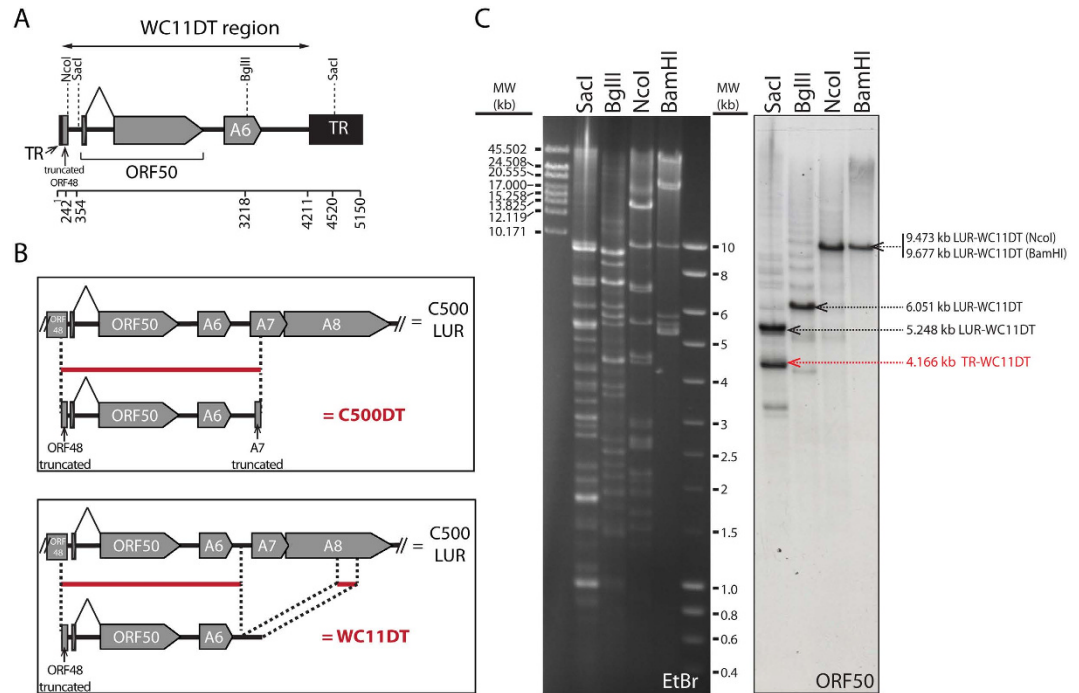 A
WC11DT region
NcoI
SacI
BglII
SacI
A6
TR
TR
truncated
ORF48
ORF50
1
242
354
3218
4211
4520
5150
B
ORF
48
ORF50
A6
A7
A8
= C500
LUR
ORF50
A6
= C500DT
ORF48
truncated
A7
truncated
ORF
48
ORF50
A6
A7
A8
= C500
LUR
ORF50
A6
= WC11DT
ORF48
truncated
C
MW
(kb)
SacI
BglII
NcoI
BamHI
MW
(kb)
SacI
BglII
NcoI
BamHI
45.502
24.508
20.555
17.000
15.258
13.825
12.119
10.171
10
8
6
5
4
3
2.5
2
1.5
1.0
0.8
0.6
0.4
EtBr
ORF50
9.473 kb LUR-WC11DT (NcoI)
9.677 kb LUR-WC11DT (BamHI)
6.051 kb LUR-WC11DT
5.248 kb LUR-WC11DT
4.166 kb TR-WC11DT